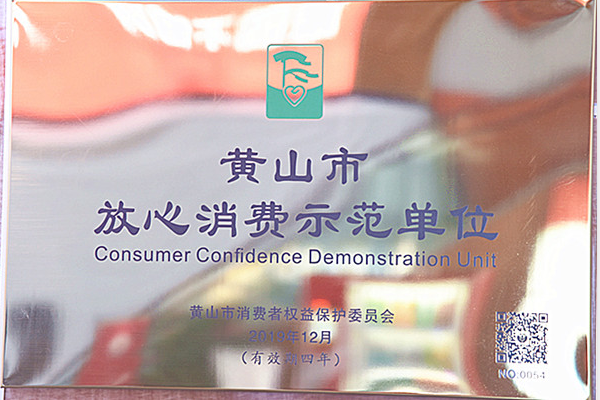 黄山市
放心消费示范单位
Consumer Confidence Demonstration Unit
黄山市消费者权益保护委员会
2019年12月
(有效期四年)
NO:0054